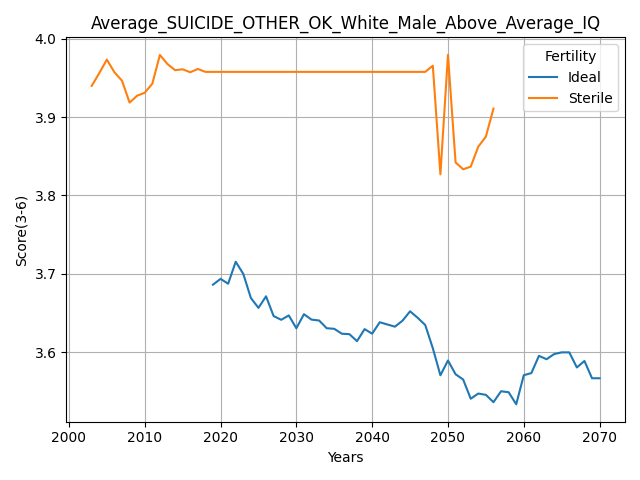 Average_SUICIDE_OTHER_OK_White_Male_Above_Average_IQ
Fertility
Ideal
Sterile
Score(3-6)
4.0
3.9
3.8
3.7
3.6
2000 2010 2020 2030 2040 2050 2060 2070
Years